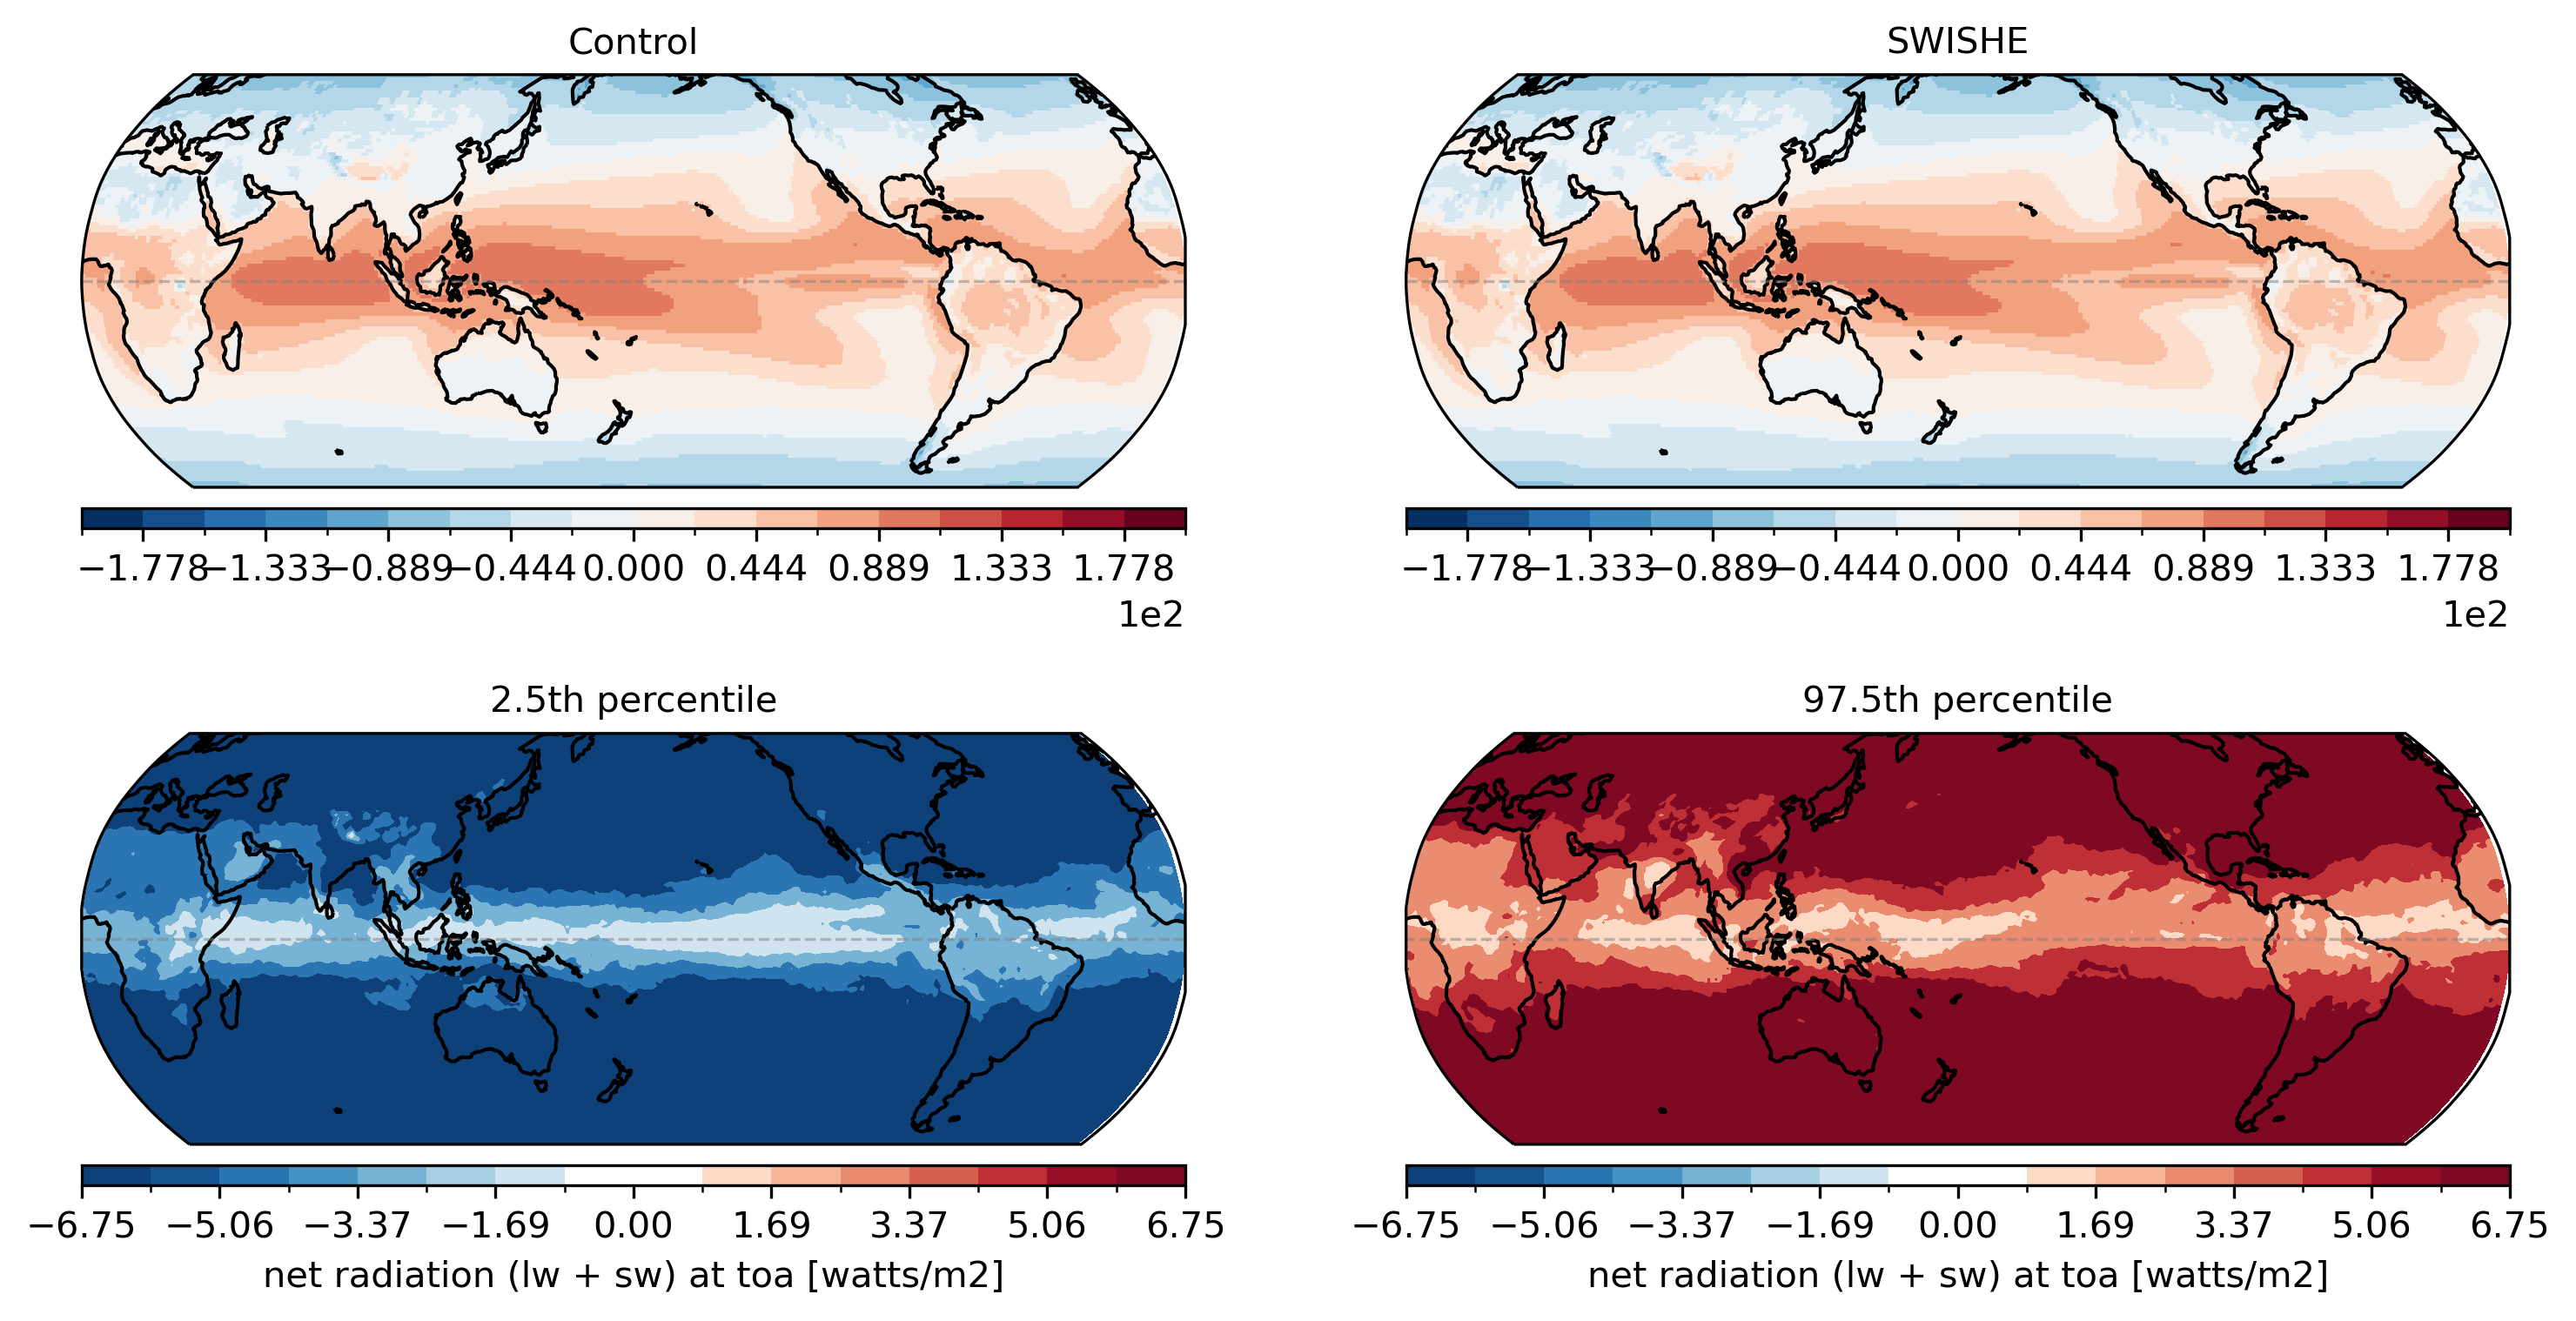 Control SWISHE
−1.778 −1.333 −0.889 −0.444 0.000 0.444 0.889 1.333 1.778 −1.778 −1.333 −0.889 −0.444 0.000 0.444 0.889 1.333 1.778
1e2 1e2
2.5th percentile 97.5th percentile
−6.75 −5.06 −3.37 −1.69 0.00 1.69 3.37 5.06 6.75 −6.75 −5.06 −3.37 −1.69 0.00 1.69 3.37 5.06 6.75
net radiation (lw + sw) at toa [watts/m2] net radiation (lw + sw) at toa [watts/m2]